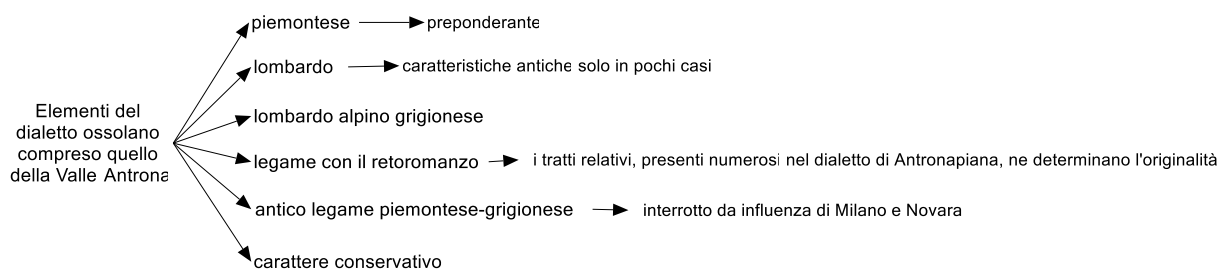 piemontese
preponderante
lombardo
caratteristiche antiche solo in pochi casi
Elementi del
dialetto ossolano
compreso quello
della Valle Antrona
lombardo alpino grigionese
legame con il retoromanzo
i tratti relativi, presenti numerosi nel dialetto di Antronapiana, ne determinano l'originalità
antico legame piemontese-grigionese
interrotto da influenza di Milano e Novara
carattere conservativo